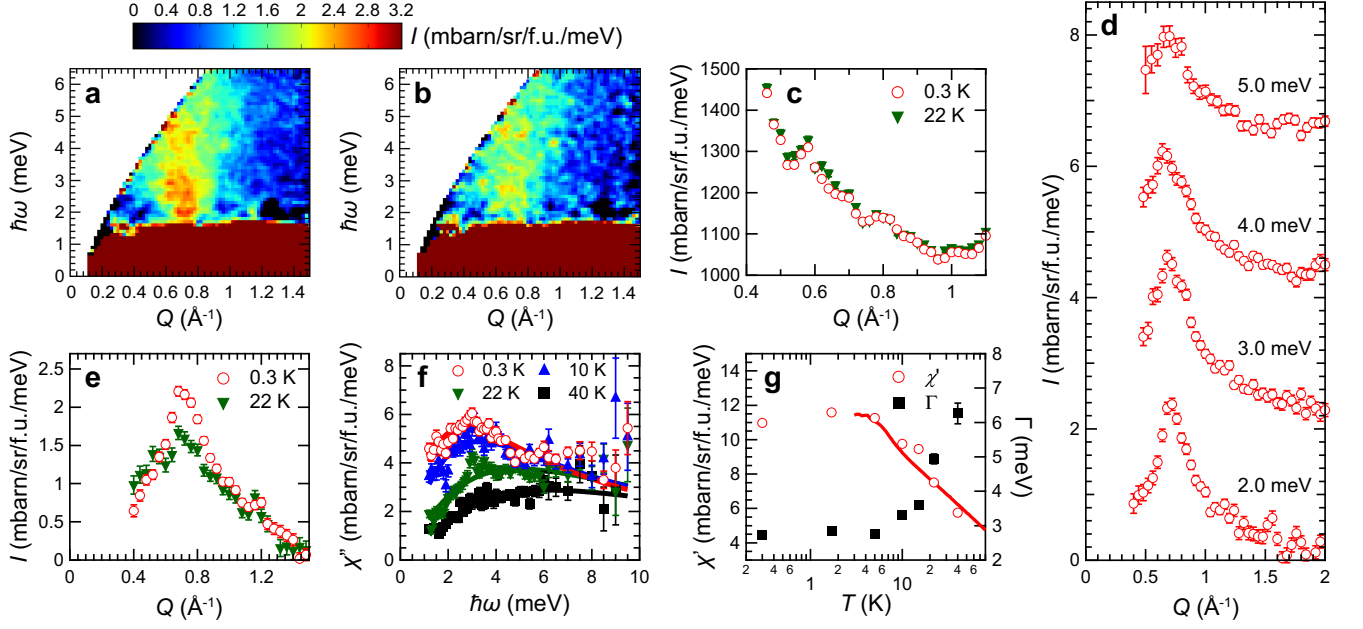 0 0.4 0.8 1.2 1.6 2 2.4 2.8 3.2
I (mbarn/sr/f.u./meV)
a
ħω (meV)
0 1 2 3 4 5 6
0 0.2 0.4 0.6 0.8 1 1.2 1.4
Q (Å⁻¹)
b
ħω (meV)
0 1 2 3 4 5 6
0 0.2 0.4 0.6 0.8 1 1.2 1.4
Q (Å⁻¹)
c
0.3 K
22 K
I (mbarn/sr/f.u./meV)
1000 1100 1200 1300 1400 1500
0.4 0.6 0.8 1
Q (Å⁻¹)
d
5.0 meV
4.0 meV
3.0 meV
2.0 meV
I (mbarn/sr/f.u./meV)
0 2 4 6 8
0 0.5 1 1.5 2
Q (Å⁻¹)
e
0.3 K
22 K
I (mbarn/sr/f.u./meV)
0 0.5 1 1.5 2 2.5
0 0.4 0.8 1.2
Q (Å⁻¹)
f
0.3 K 10 K
22 K 40 K
χ" (mbarn/sr/f.u./meV)
0 2 4 6 8
0 2 4 6 8 10
ħω (meV)
g
χ'
Γ
χ' (mbarn/sr/f.u./meV)
4 6 8 10 12 14
Γ (meV)
2 3 4 5 6 7 8
2 4 6 1 2 4 6 10 2 4 6
T (K)